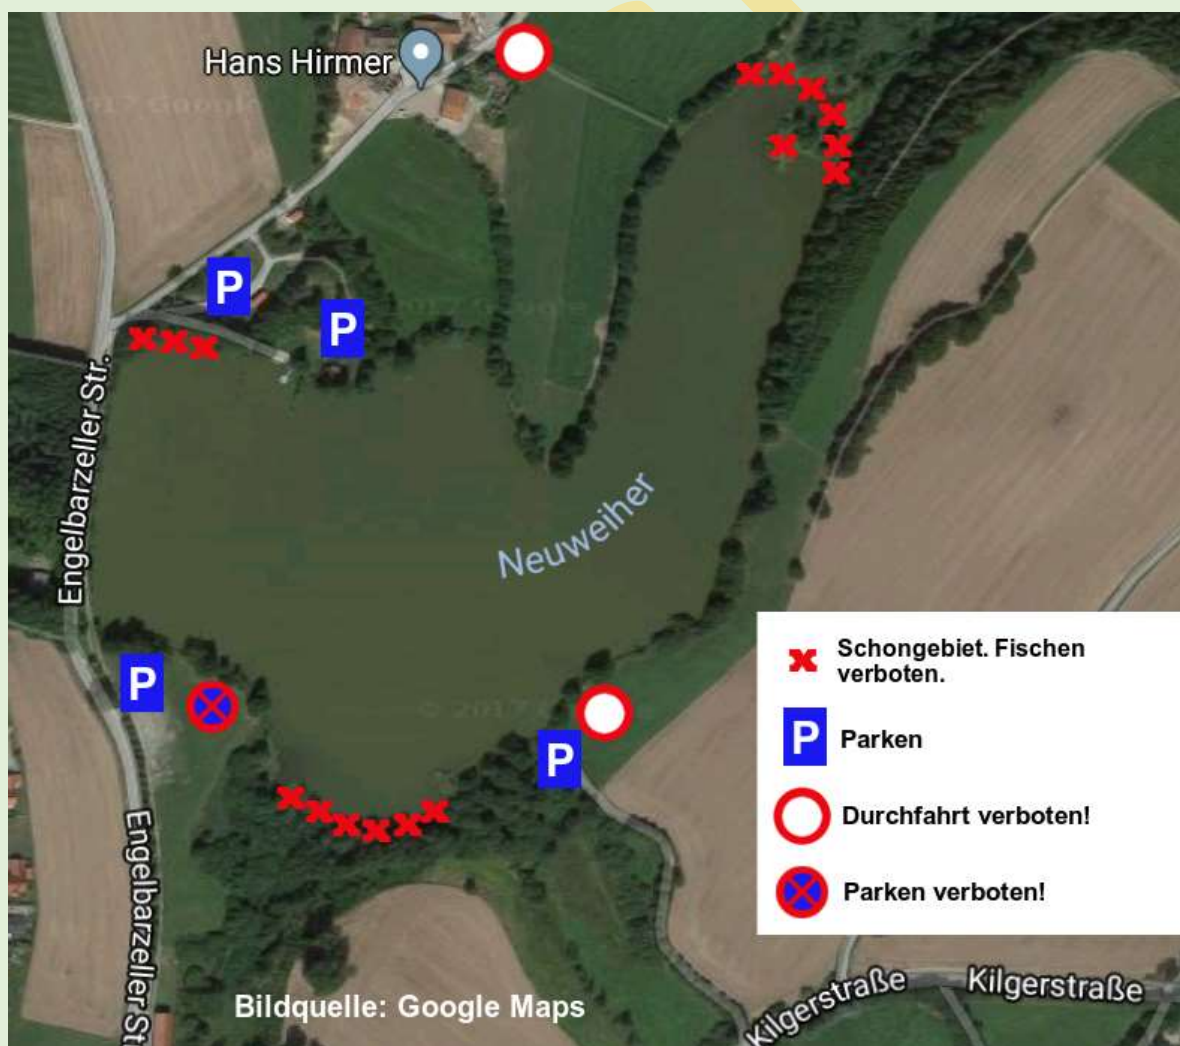 Hans Hirmer
P
P
Engelbarzeller Str.
Neuweiher
P
P
Schongebiet. Fischen
verboten.
P Parken
Durchfahrt verboten!
Parken verboten!
Engelbarzeller St
Kilgerstraße
Kilgerstraße
Bildquelle: Google Maps